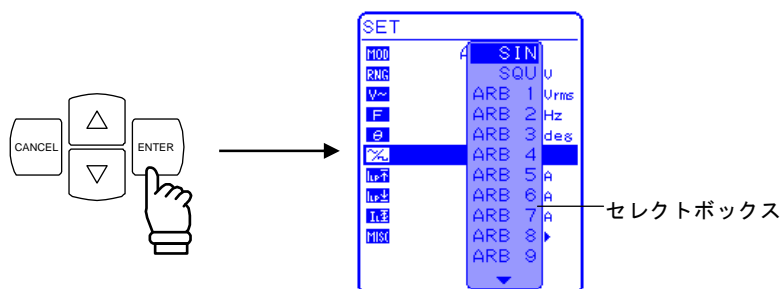 CANCEL
ENTER
SET
MOD A SIN
RNG SQU V
V~ ARB 1 Vrms
F ARB 2 Hz
θ ARB 3 deg
ARB 4
ARB 5 A
ARB 6 A
ARB 7 A
MISC ARB 8
ARB 9
セレクトボックス